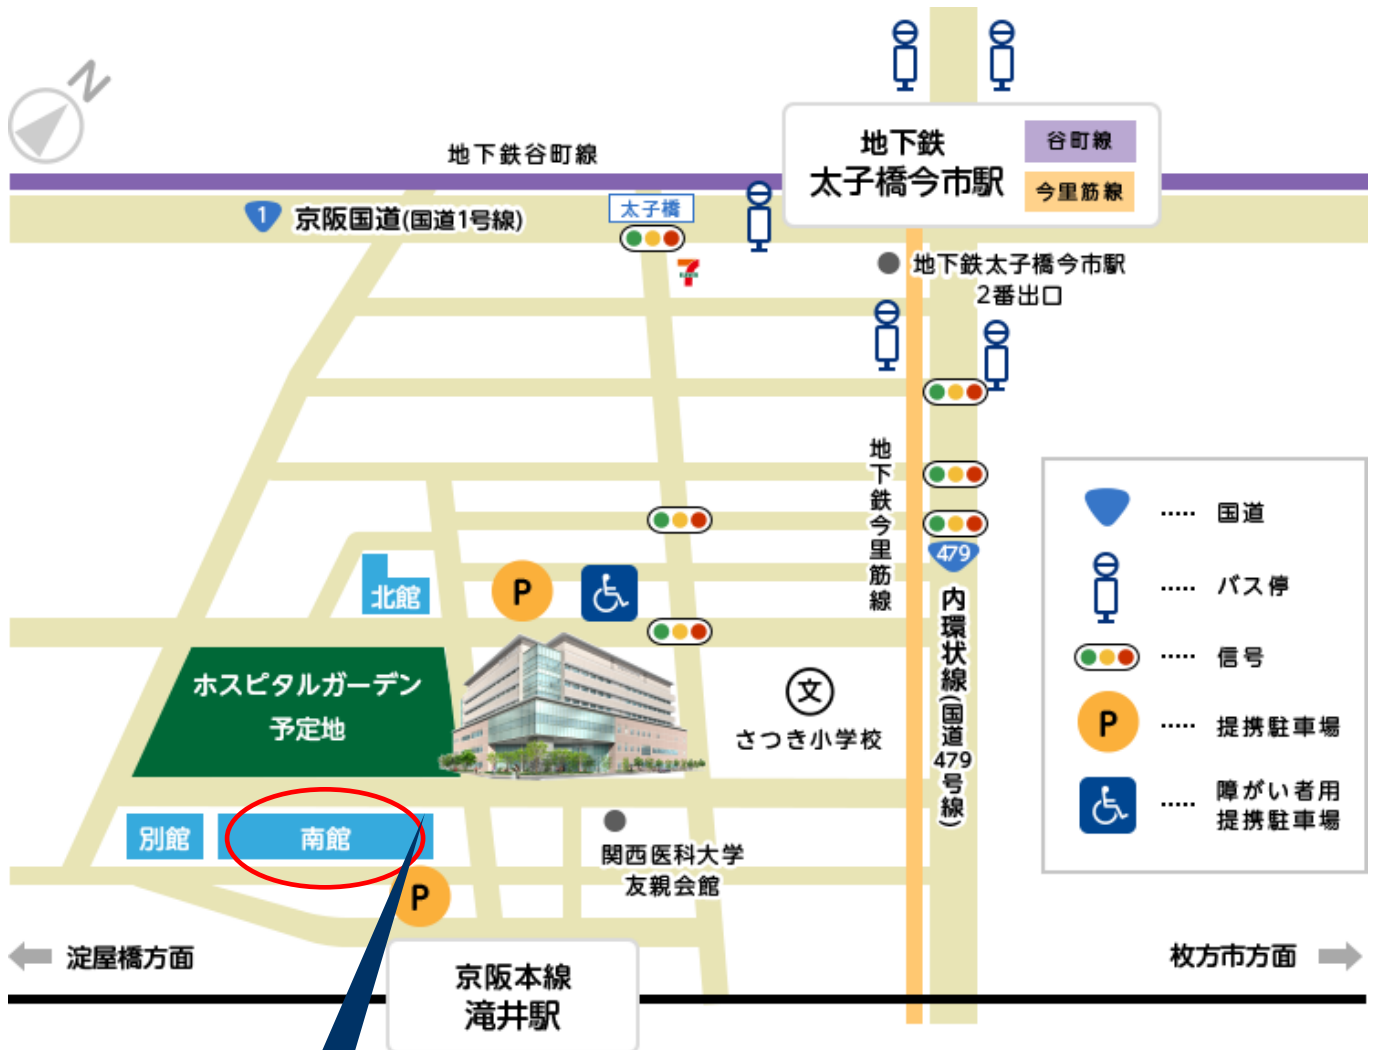 N
地下鉄谷町線
地下鉄
太子橋今市駅
谷町線
今里筋線
1
京阪国道(国道1号線)
太子橋
7
地下鉄太子橋今市駅
2番出口
地下鉄今里筋線
479
内環状線(国道479号線)
国道
バス停
信号
P
提携駐車場
障がい者用
提携駐車場
北館
P
ホスピタルガーデン
予定地
文
さつき小学校
別館
南館
関西医科大学
友親会館
P
淀屋橋方面
枚方市方面
京阪本線
滝井駅